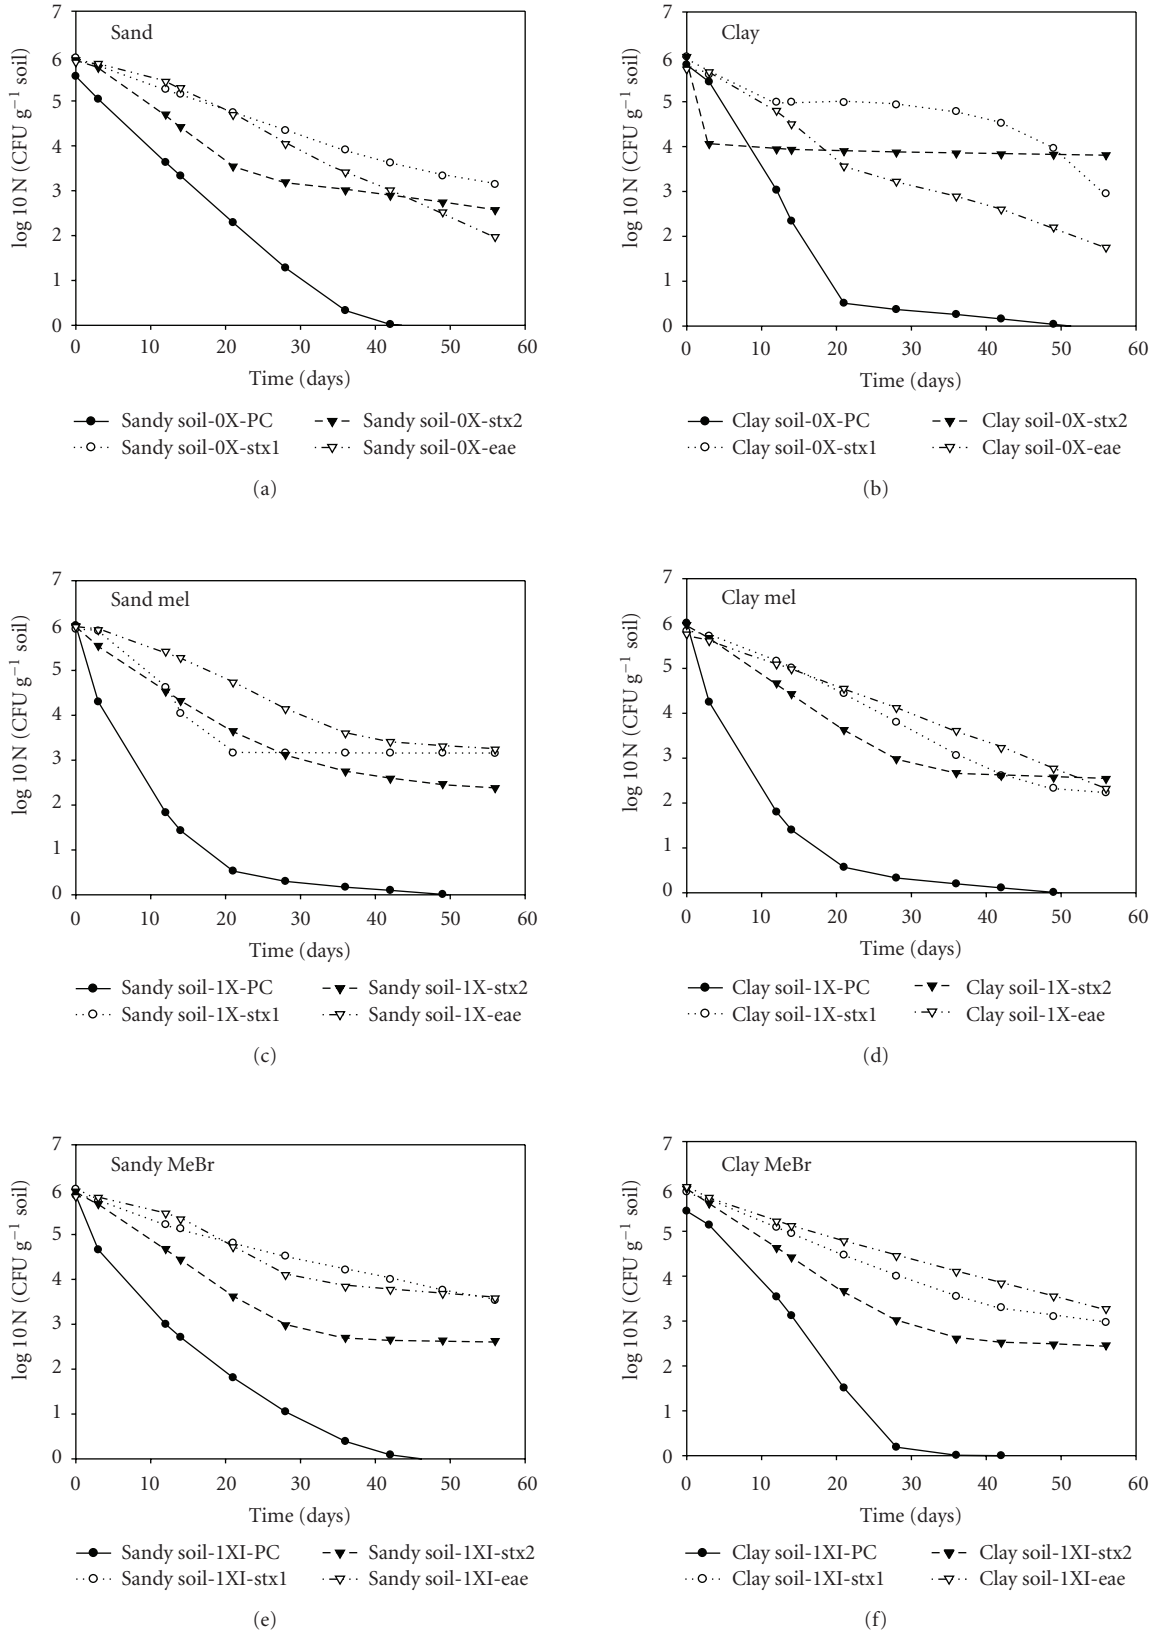 7
6
5
4
3
2
1
0
log 10 N (CFU g−1 soil)
Sand
0 10 20 30 40 50 60
Time (days)
Sandy soil-0X-PC Sandy soil-0X-stx2
Sandy soil-0X-stx1 Sandy soil-0X-eae
(a)
7
6
5
4
3
2
1
0
log 10 N (CFU g−1 soil)
Clay
0 10 20 30 40 50 60
Time (days)
Clay soil-0X-PC Clay soil-0X-stx2
Clay soil-0X-stx1 Clay soil-0X-eae
(b)
7
6
5
4
3
2
1
0
log 10 N (CFU g−1 soil)
Sand mel
0 10 20 30 40 50 60
Time (days)
Sandy soil-1X-PC Sandy soil-1X-stx2
Sandy soil-1X-stx1 Sandy soil-1X-eae
(c)
7
6
5
4
3
2
1
0
log 10 N (CFU g−1 soil)
Clay mel
0 10 20 30 40 50 60
Time (days)
Clay soil-1X-PC Clay soil-1X-stx2
Clay soil-1X-stx1 Clay soil-1X-eae
(d)
7
6
5
4
3
2
1
0
log 10 N (CFU g−1 soil)
Sandy MeBr
0 10 20 30 40 50 60
Time (days)
Sandy soil-1XI-PC Sandy soil-1XI-stx2
Sandy soil-1XI-stx1 Sandy soil-1XI-eae
(e)
7
6
5
4
3
2
1
0
log 10 N (CFU g−1 soil)
Clay MeBr
0 10 20 30 40 50 60
Time (days)
Clay soil-1XI-PC Clay soil-1XI-stx2
Clay soil-1XI-stx1 Clay soil-1XI-eae
(f)